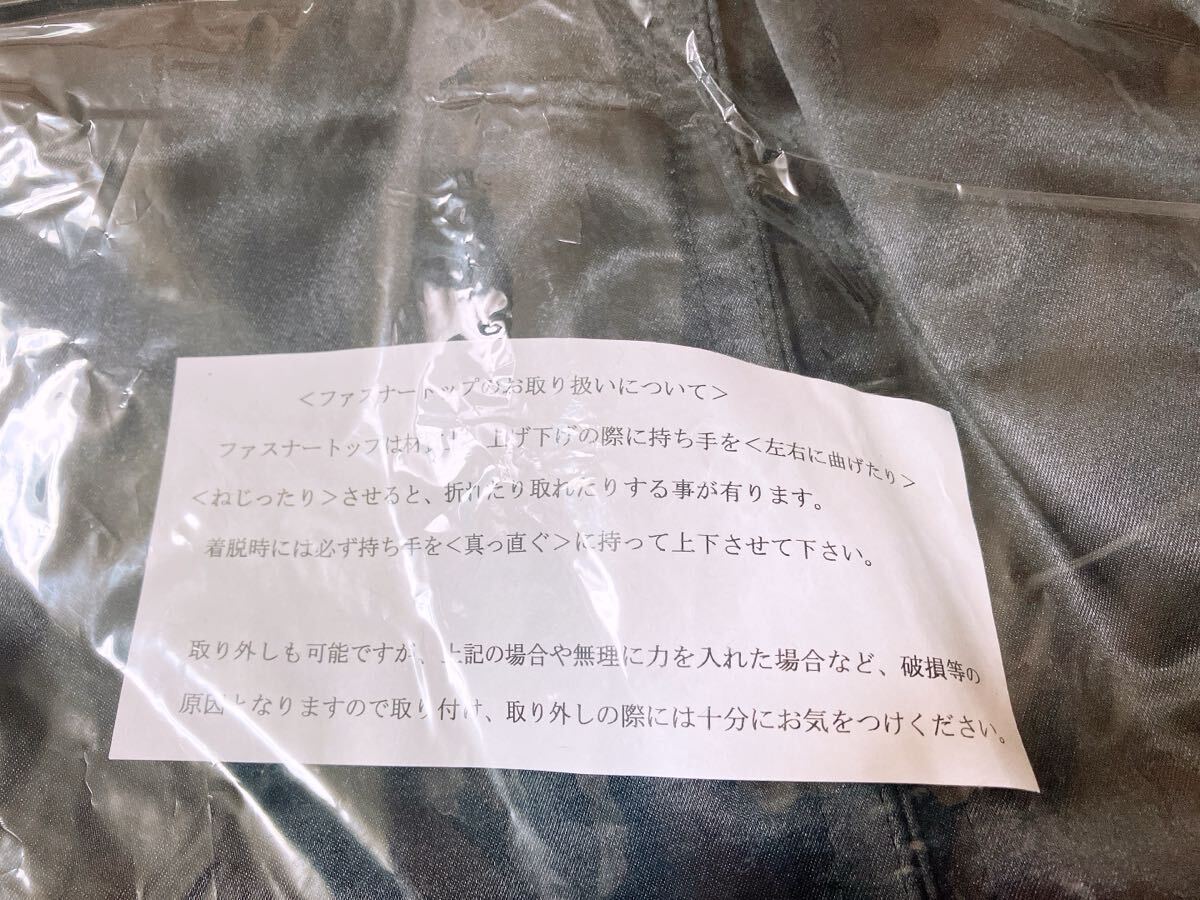 ＜ファスナートップのお取り扱いについて＞
ファスナートップは材 上げ下げの際に持ち手を＜左右に曲げたり＞
＜ねじったり＞させると、折れたり取れたりする事が有ります。
着脱時には必ず持ち手を＜真っ直ぐ＞に持って上下させて下さい。
取り外しも可能ですが、上記の場合や無理に力を入れた場合など、破損等の
原因となりますので取り付け、取り外しの際には十分にお気をつけください。